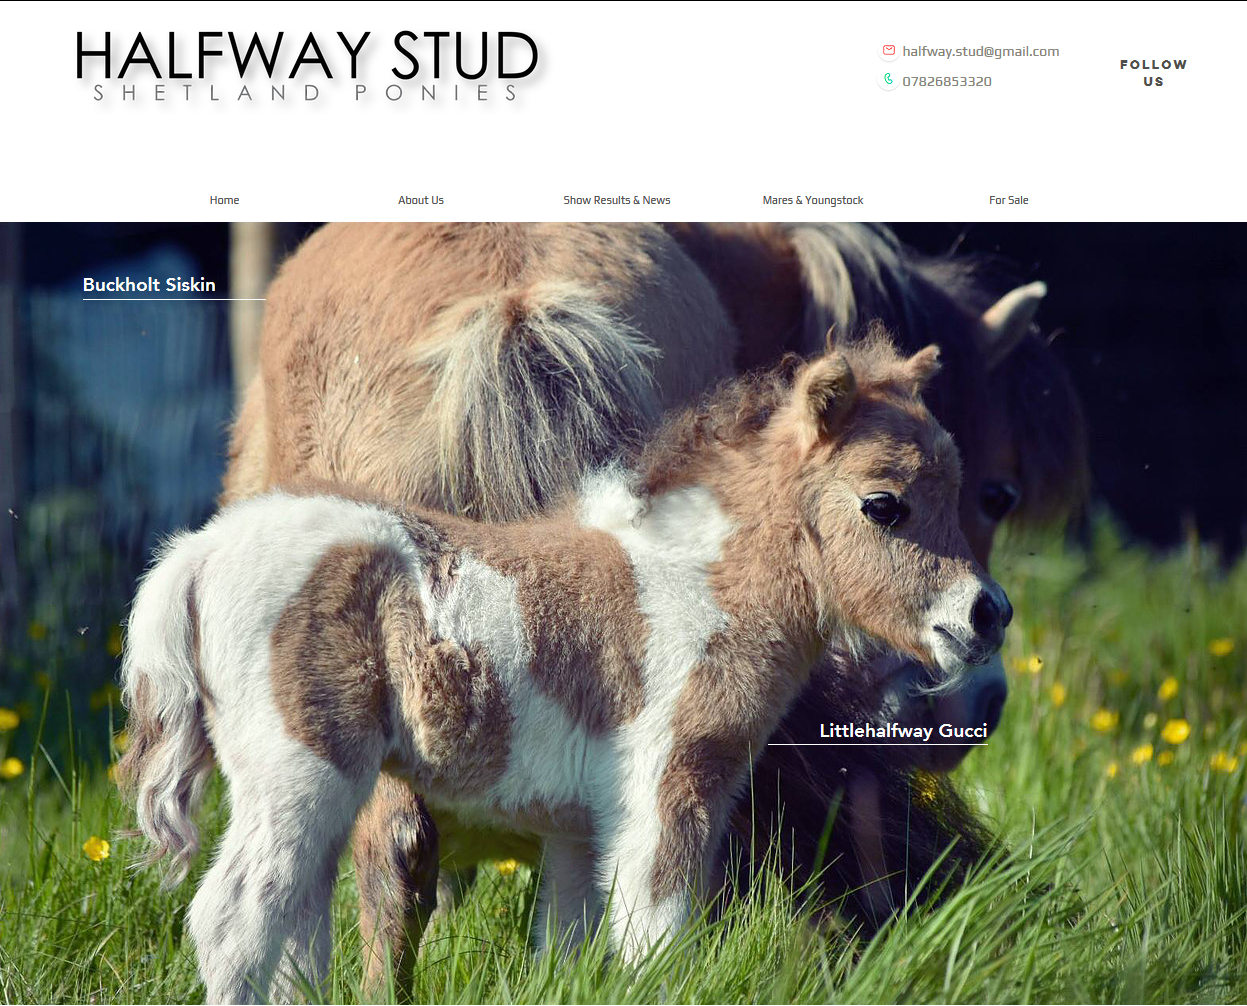 HALFWAY STUD
SHETLAND PONIES
halfway.stud@gmail.com
07826853320
FOLLOW
US
Home
About Us
Show Results & News
Mares & Youngstock
For Sale
Buckholt Siskin
Littlehalfway Gucci